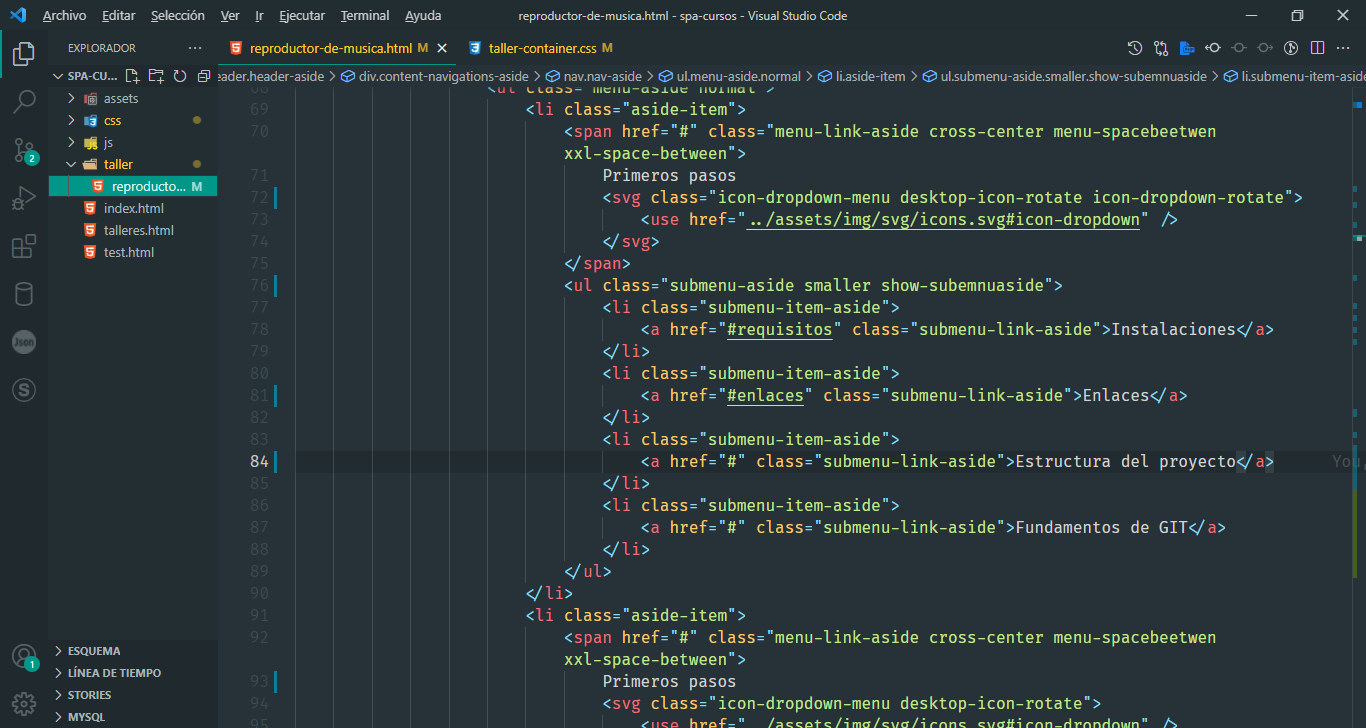 Archivo Editar Selección Ver Ir Ejecutar Terminal Ayuda
reproductor-de-musica.html - spa-cursos - Visual Studio Code
EXPLORADOR
reproductor-de-musica.html M
taller-container.css M
SPA-CU...
eader.header-aside > div.content-navigations-aside > nav.nav-aside > ul.menu-aside.normal > li.aside-item > ul.submenu-aside.smaller.show-subemnuaside > li.submenu-item-aside
assets
css
js
taller
reproducto... M
index.html
talleres.html
test.html
2
Json
S
1
ESQUEMA
LÍNEA DE TIEMPO
STORIES
MYSQL
68 <ul class="menu-aside normal">
69 <li class="aside-item">
70 <span href="#" class="menu-link-aside cross-center menu-spacebeetwen
xxl-space-between">
71 Primeros pasos
72 <svg class="icon-dropdown-menu desktop-icon-rotate icon-dropdown-rotate">
73 <use href="../assets/img/svg/icons.svg#icon-dropdown" />
74 </svg>
75 </span>
76 <ul class="submenu-aside smaller show-subemnuaside">
77 <li class="submenu-item-aside">
78 <a href="#requisitos" class="submenu-link-aside">Instalaciones</a>
79 </li>
80 <li class="submenu-item-aside">
81 <a href="#enlaces" class="submenu-link-aside">Enlaces</a>
82 </li>
83 <li class="submenu-item-aside">
84 <a href="#" class="submenu-link-aside">Estructura del proyecto</a> You,
85 </li>
86 <li class="submenu-item-aside">
87 <a href="#" class="submenu-link-aside">Fundamentos de GIT</a>
88 </li>
89 </ul>
90 </li>
91 <li class="aside-item">
92 <span href="#" class="menu-link-aside cross-center menu-spacebeetwen
xxl-space-between">
93 Primeros pasos
94 <svg class="icon-dropdown-menu desktop-icon-rotate">
95 <use href="../assets/img/svg/icons.svg#icon-dropdown" />